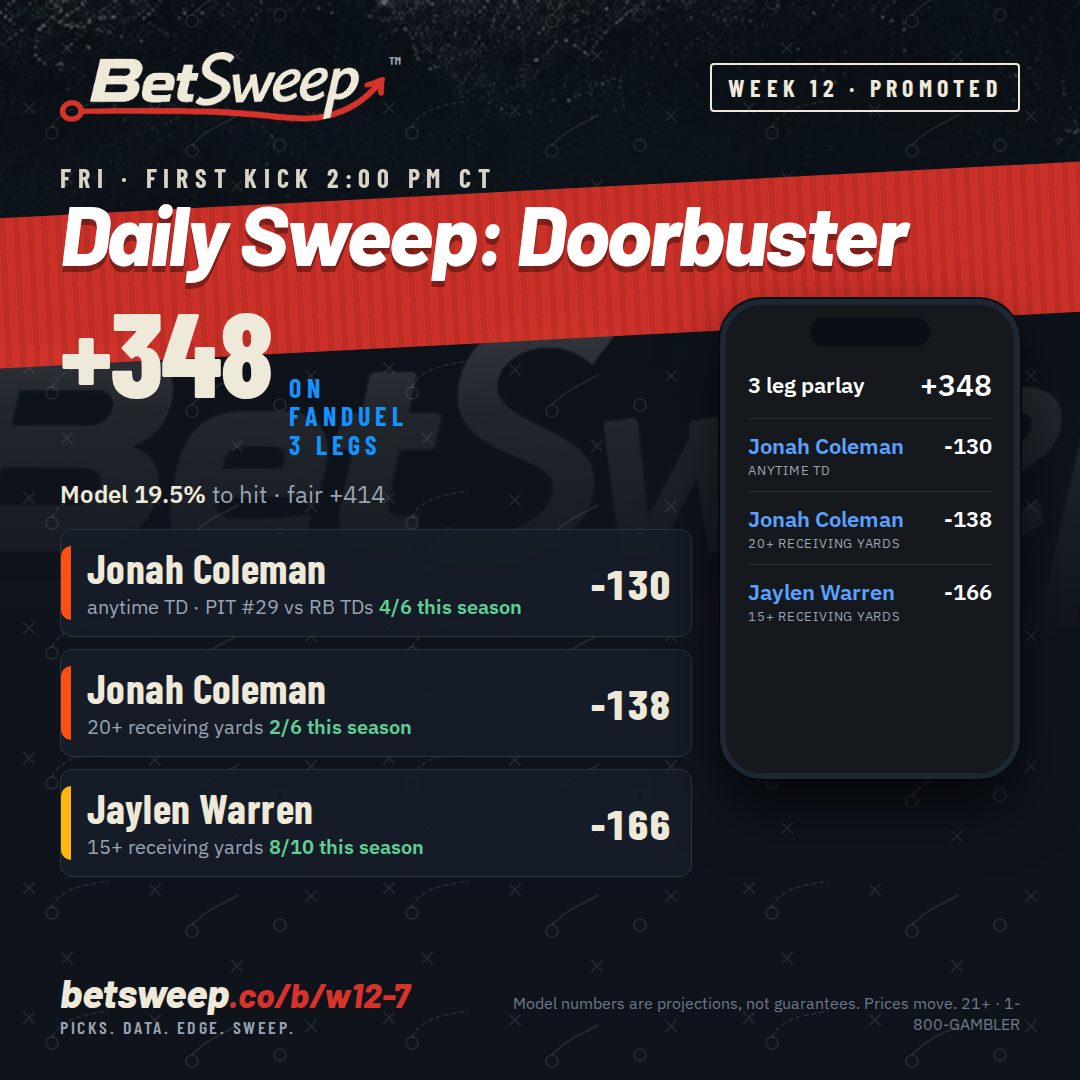 BetSweep™
WEEK 12 · PROMOTED
FRI · FIRST KICK 2:00 PM CT
Daily Sweep: Doorbuster
+348
ON
FANDUEL
3 LEGS
Model 19.5% to hit · fair +414
Jonah Coleman
anytime TD · PIT #29 vs RB TDs 4/6 this season
-130
Jonah Coleman
20+ receiving yards 2/6 this season
-138
Jaylen Warren
15+ receiving yards 8/10 this season
-166
3 leg parlay +348
Jonah Coleman -130
ANYTIME TD
Jonah Coleman -138
20+ RECEIVING YARDS
Jaylen Warren -166
15+ RECEIVING YARDS
BetSweep
betsweep.co/b/w12-7
PICKS. DATA. EDGE. SWEEP.
Model numbers are projections, not guarantees. Prices move. 21+ · 1-
800-GAMBLER